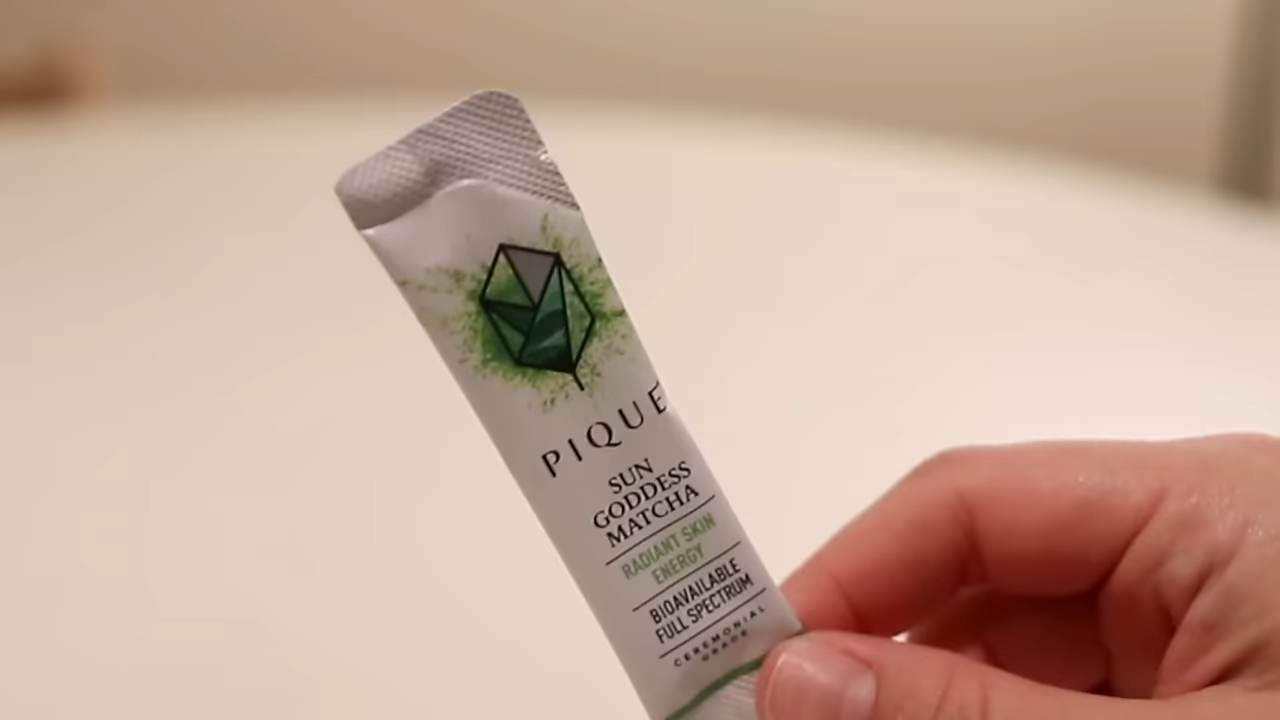 PIQUE
SUN
GODDESS
MATCHA
RADIANT SKIN
ENERGY
BIOAVAILABLE
FULL SPECTRUM
CEREMONIAL
GRADE